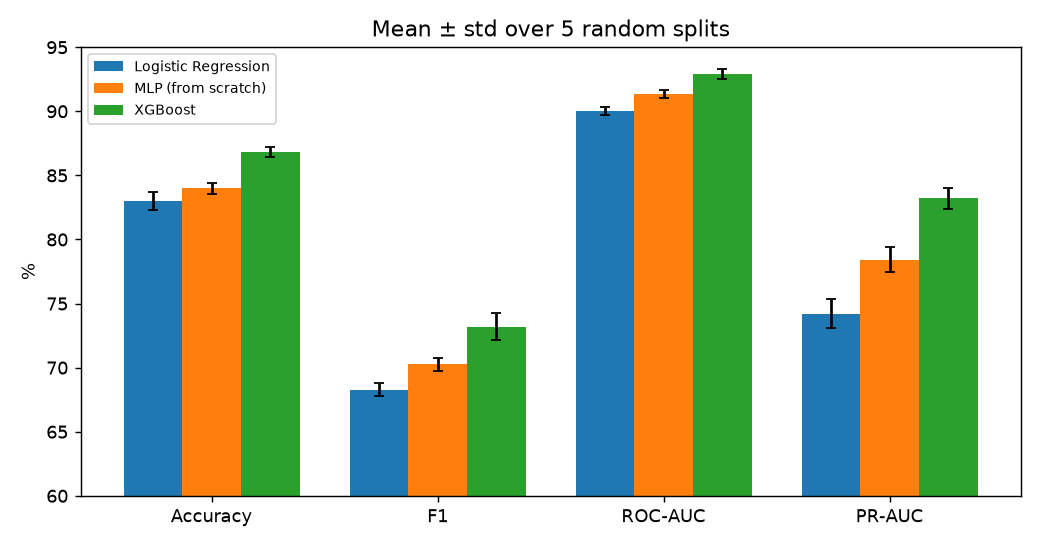 Mean ± std over 5 random splits
95
90
85
80
75
70
65
60
%
Logistic Regression
MLP (from scratch)
XGBoost
Accuracy
F1
ROC-AUC
PR-AUC